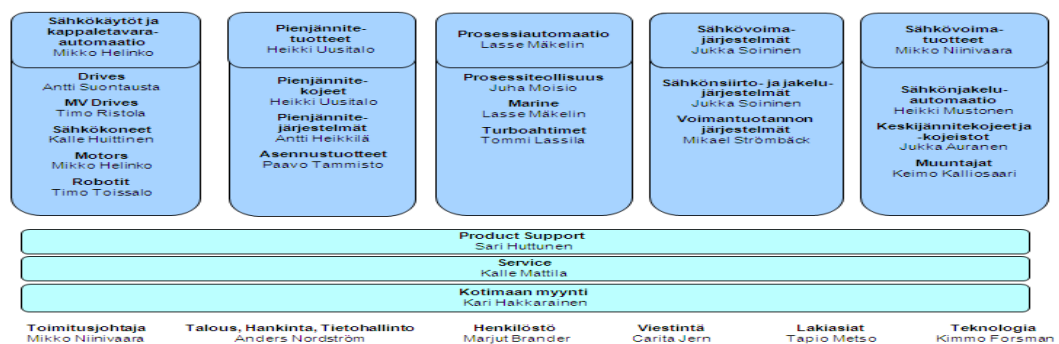 Sähkökäytöt ja
kappaletavara-
automaatio
Mikko Helinko
Drives
Antti Suontausta
MV Drives
Timo Ristola
Sähkökoneet
Kalle Huittinen
Motors
Mikko Helinko
Robotit
Timo Toissalo
Pienjännite-
tuotteet
Heikki Uusitalo
Pienjännite-
kojeet
Heikki Uusitalo
Pienjännite-
järjestelmät
Antti Heikkilä
Asennustuotteet
Paavo Tammisto
Prosessiautomaatio
Lasse Mäkelin
Prosessiteollisuus
Juha Moisio
Marine
Lasse Mäkelin
Turboahtimet
Tommi Lassila
Sähkövoima-
järjestelmät
Jukka Soininen
Sähkönsiirto- ja jakelu-
järjestelmät
Jukka Soininen
Voimantuotannon
järjestelmät
Mikael Strömbäck
Sähkövoima-
tuotteet
Mikko Niinivaara
Sähkönjakelu-
automaatio
Heikki Mustonen
Keskijännitekojeet ja
-kojeistot
Jukka Auranen
Muuntajat
Keimo Kalliosaari
Product Support
Sari Huttunen
Service
Kalle Mattila
Kotimaan myynti
Kari Hakkarainen
Toimitusjohtaja
Mikko Niinivaara
Talous, Hankinta, Tietohallinto
Anders Nordström
Henkilöstö
Marjut Brander
Viestintä
Carita Jern
Lakiasiat
Tapio Metso
Teknologia
Kimmo Forsman